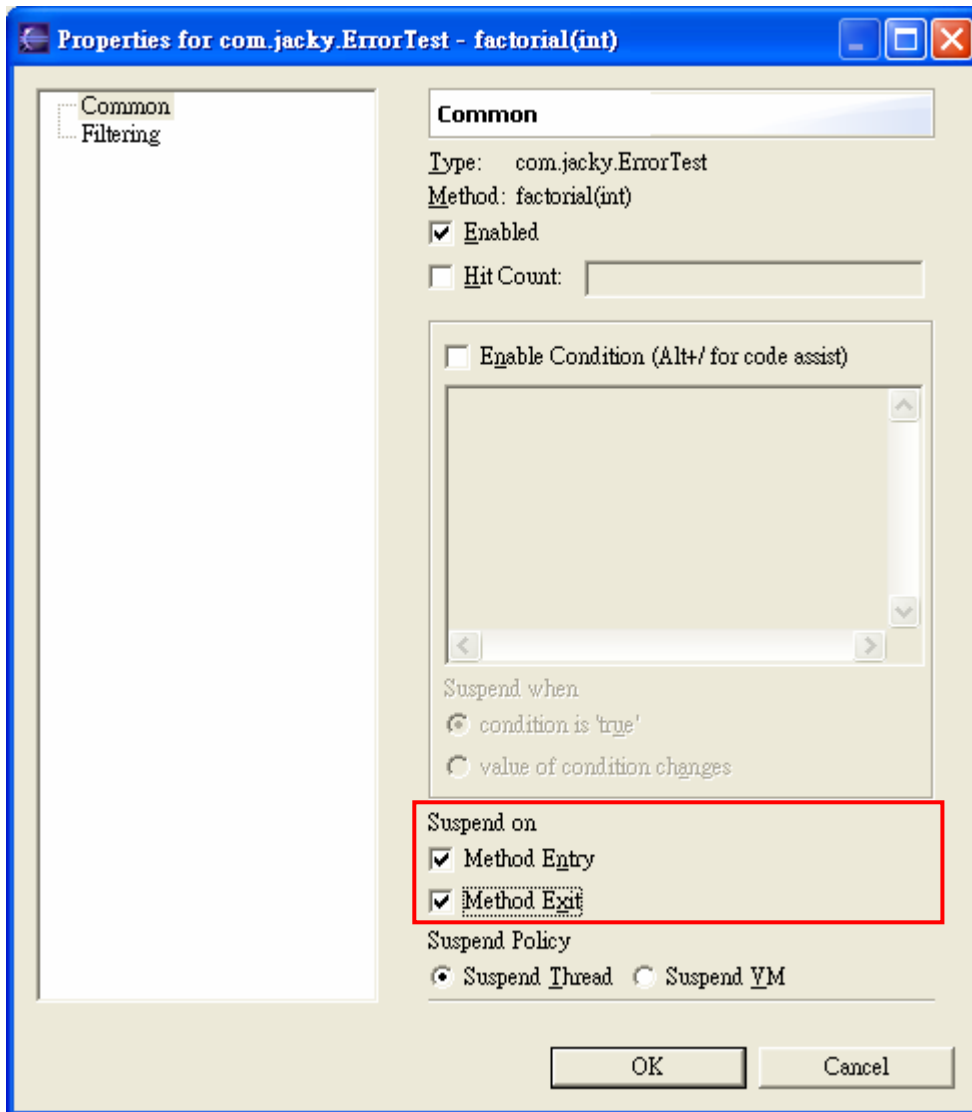 Properties for com.jacky.ErrorTest - factorial(int)
Common
Filtering
Common
Type: com.jacky.ErrorTest
Method: factorial(int)
Enabled
Hit Count:
Enable Condition (Alt+/ for code assist)
Suspend when
condition is 'true'
value of condition changes
Suspend on
Method Entry
Method Exit
Suspend Policy
Suspend Thread Suspend VM
OK Cancel